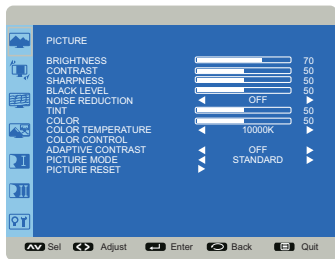 PICTURE
BRIGHTNESS 70
CONTRAST 50
SHARPNESS 50
BLACK LEVEL 50
NOISE REDUCTION OFF
TINT 50
COLOR 50
COLOR TEMPERATURE 10000K
COLOR CONTROL
ADAPTIVE CONTRAST OFF
PICTURE MODE STANDARD
PICTURE RESET
Sel Adjust Enter Back Quit